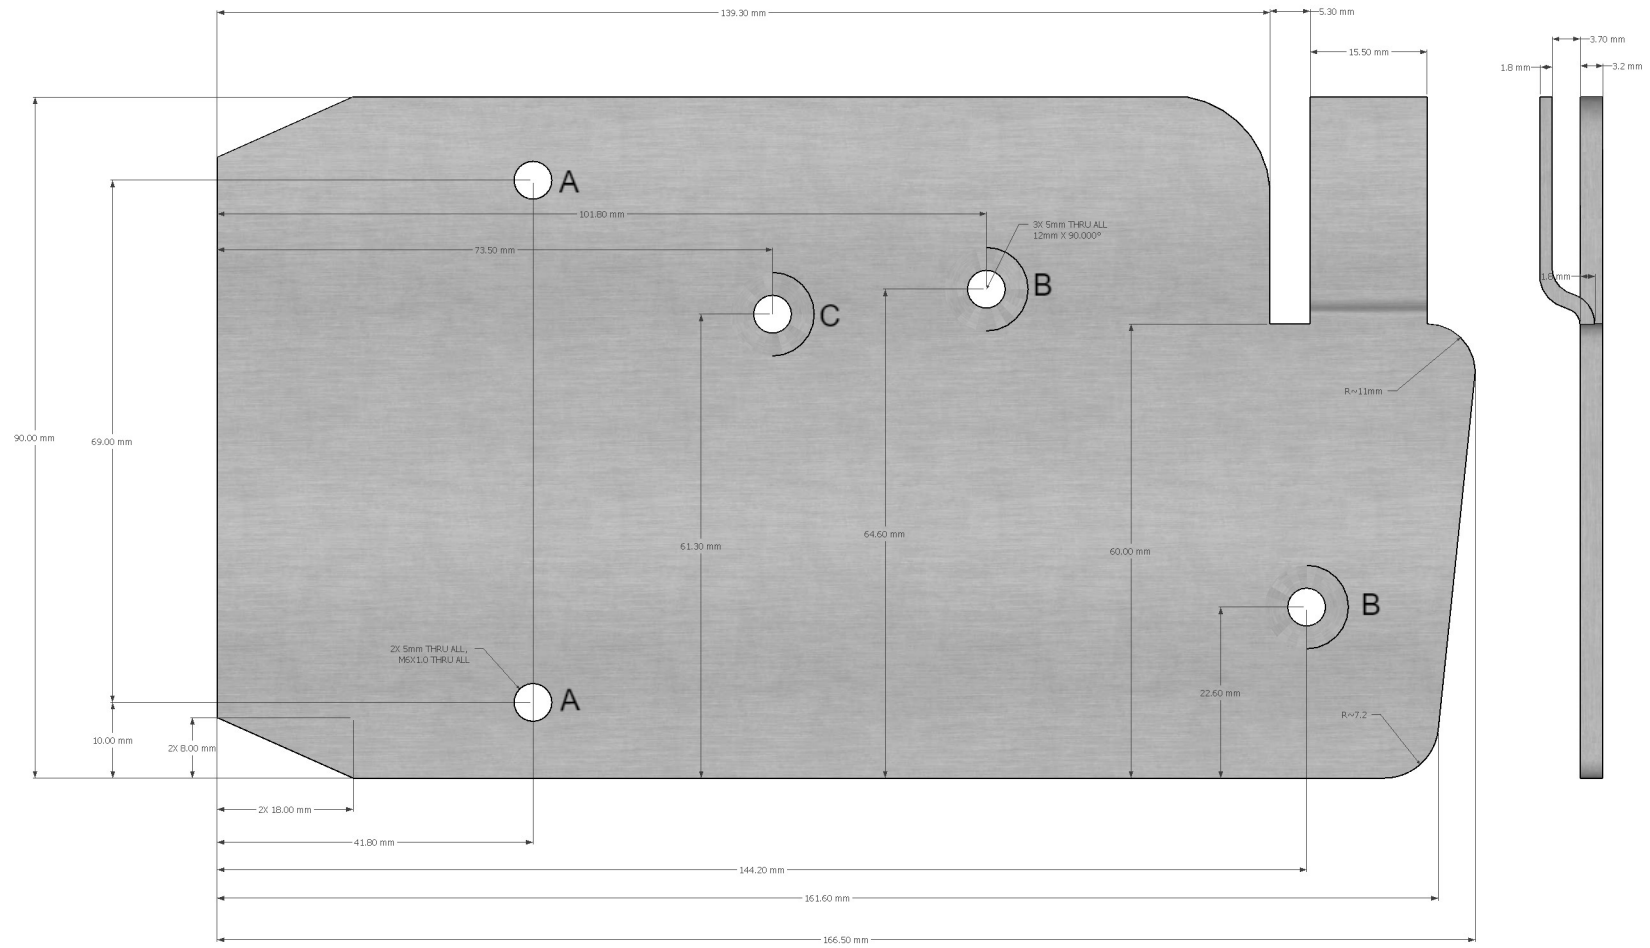 139.30 mm
5.30 mm
3.70 mm
15.50 mm
1.8 mm
3.2 mm
A
101.80 mm
3X 5mm THRU ALL
12mm X 90.000°
73.50 mm
1.8 mm
B
C
R~11mm
90.00 mm
69.00 mm
64.60 mm
61.30 mm
60.00 mm
B
2X 5mm THRU ALL,
M6X1.0 THRU ALL
22.60 mm
A
R~7.2
10.00 mm
2X 8.00 mm
2X 18.00 mm
41.80 mm
144.20 mm
161.60 mm
166.50 mm